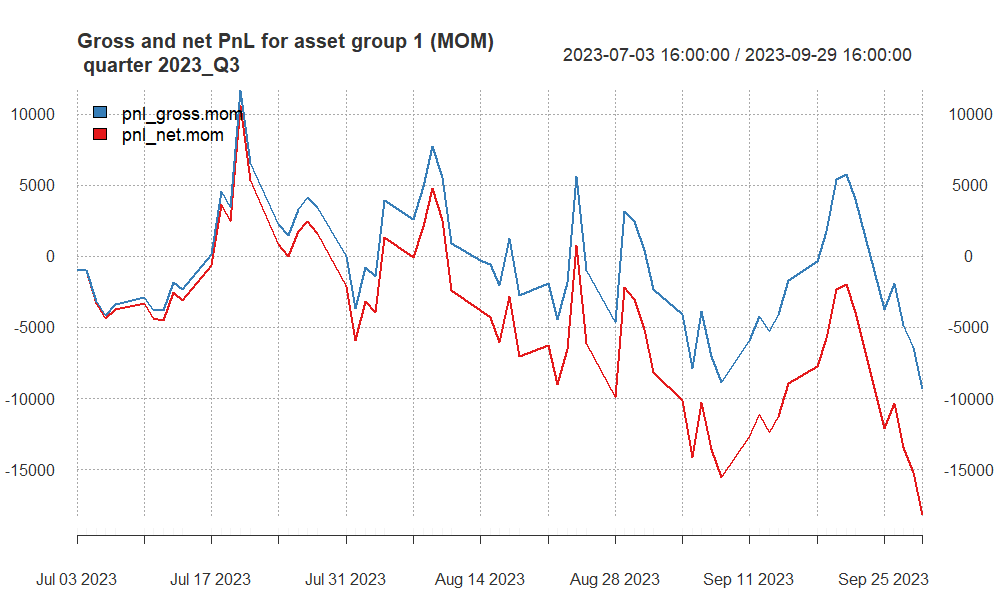 Gross and net PnL for asset group 1 (MOM)
quarter 2023_Q3
2023-07-03 16:00:00 / 2023-09-29 16:00:00
pnl_gross.mom
pnl_net.mom
10000
5000
0
-5000
-10000
-15000
10000
5000
0
-5000
-10000
-15000
Jul 03 2023 Jul 17 2023 Jul 31 2023 Aug 14 2023 Aug 28 2023 Sep 11 2023 Sep 25 2023